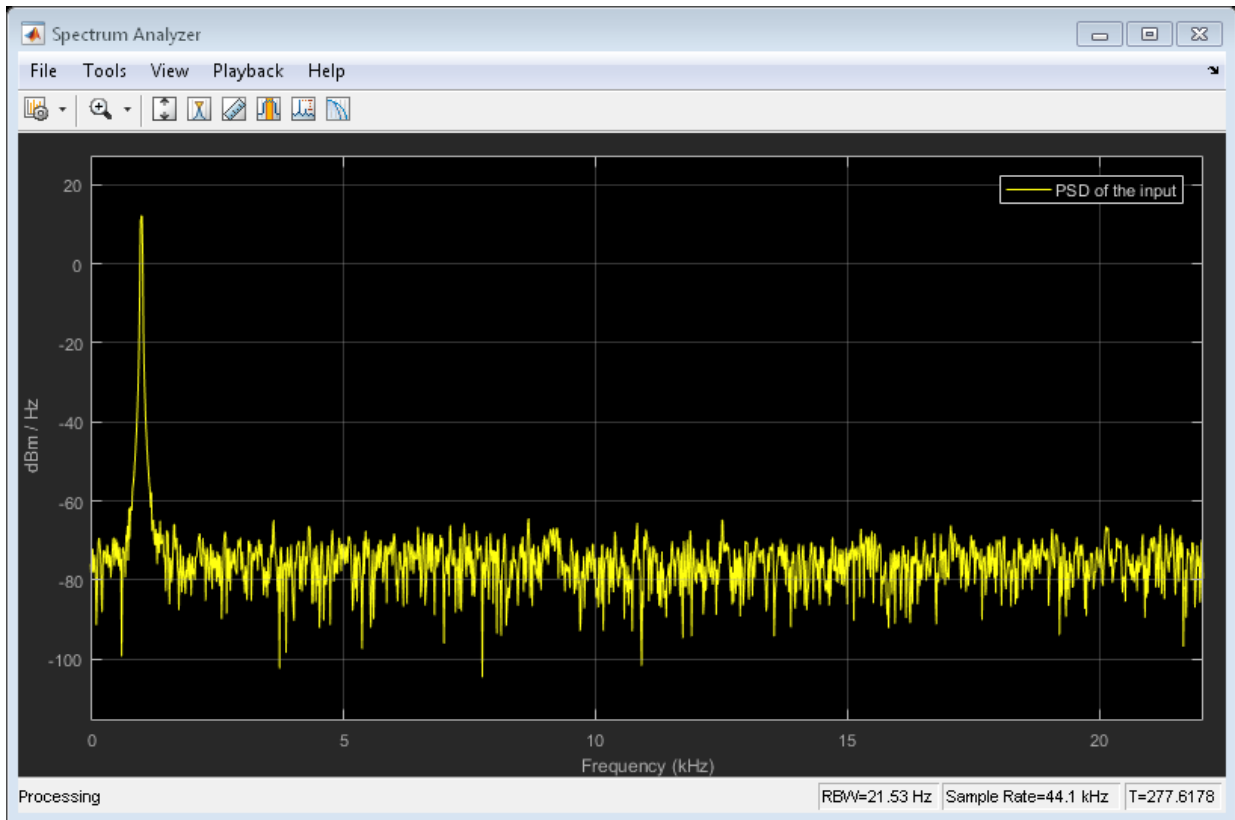 Spectrum Analyzer
File Tools View Playback Help
PSD of the input
20
0
-20
-40
-60
-80
-100
dBm / Hz
0 5 10 15 20
Frequency (kHz)
Processing RBW=21.53 Hz Sample Rate=44.1 kHz T=277.6178